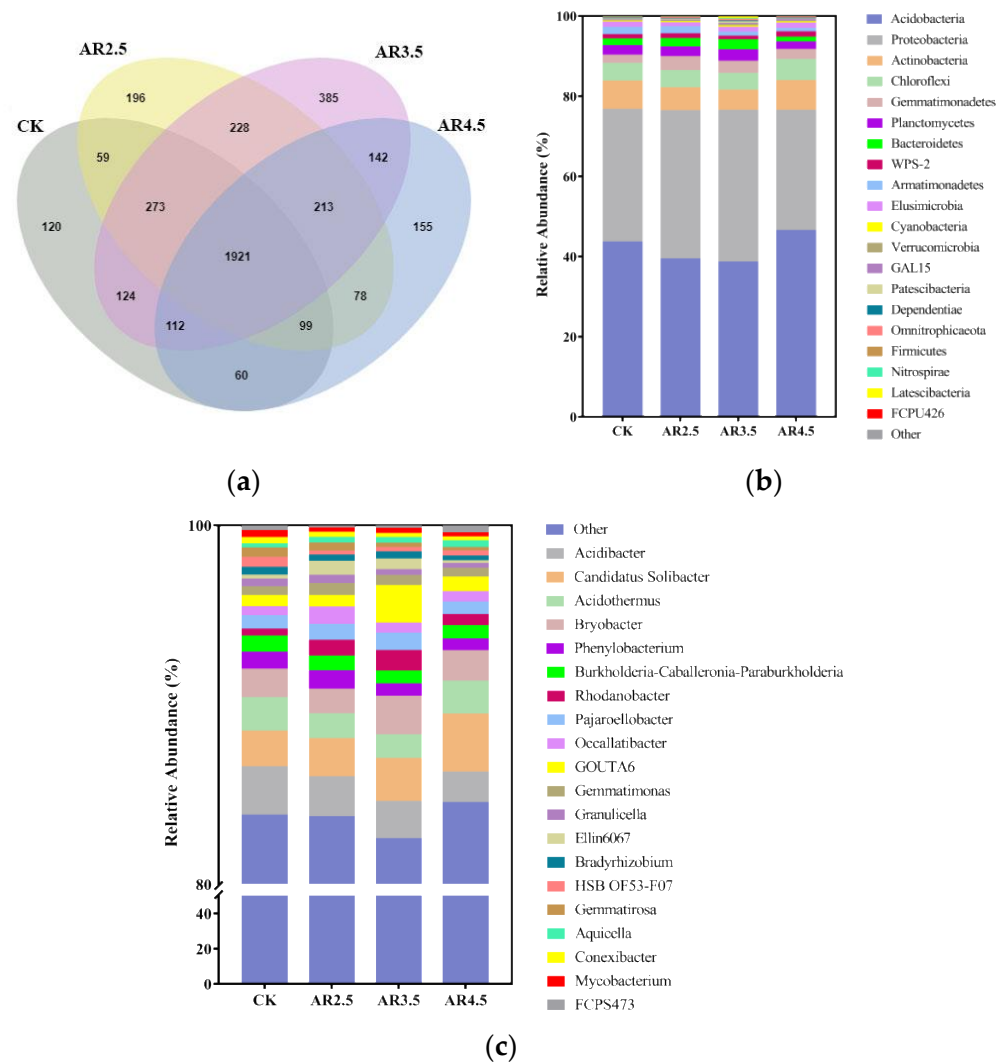 AR2.5
AR3.5
196
385
CK
228
AR4.5
59
142
273
213
120
155
1921
124
78
112
99
60
(a)
Relative Abundance (%)
100
80
60
40
20
0
CK AR2.5 AR3.5 AR4.5
Acidobacteria
Proteobacteria
Actinobacteria
Chloroflexi
Gemmatimonadetes
Planctomycetes
Bacteroidetes
WPS-2
Armatimonadetes
Elusimicrobia
Cyanobacteria
Verrucomicrobia
GAL15
Patescibacteria
Dependentiae
Omnitrophicaeota
Firmicutes
Nitrospirae
Latescibacteria
FCPU426
Other
(b)
Relative Abundance (%)
100
80
40
20
0
CK AR2.5 AR3.5 AR4.5
Other
Acidibacter
Candidatus Solibacter
Acidothermus
Bryobacter
Phenylobacterium
Burkholderia-Caballeronia-Paraburkholderia
Rhodanobacter
Pajaroellobacter
Occallatibacter
GOUTA6
Gemmatimonas
Granulicella
Ellin6067
Bradyrhizobium
HSB OF53-F07
Gemmatirosa
Aquicella
Conexibacter
Mycobacterium
FCPS473
(c)